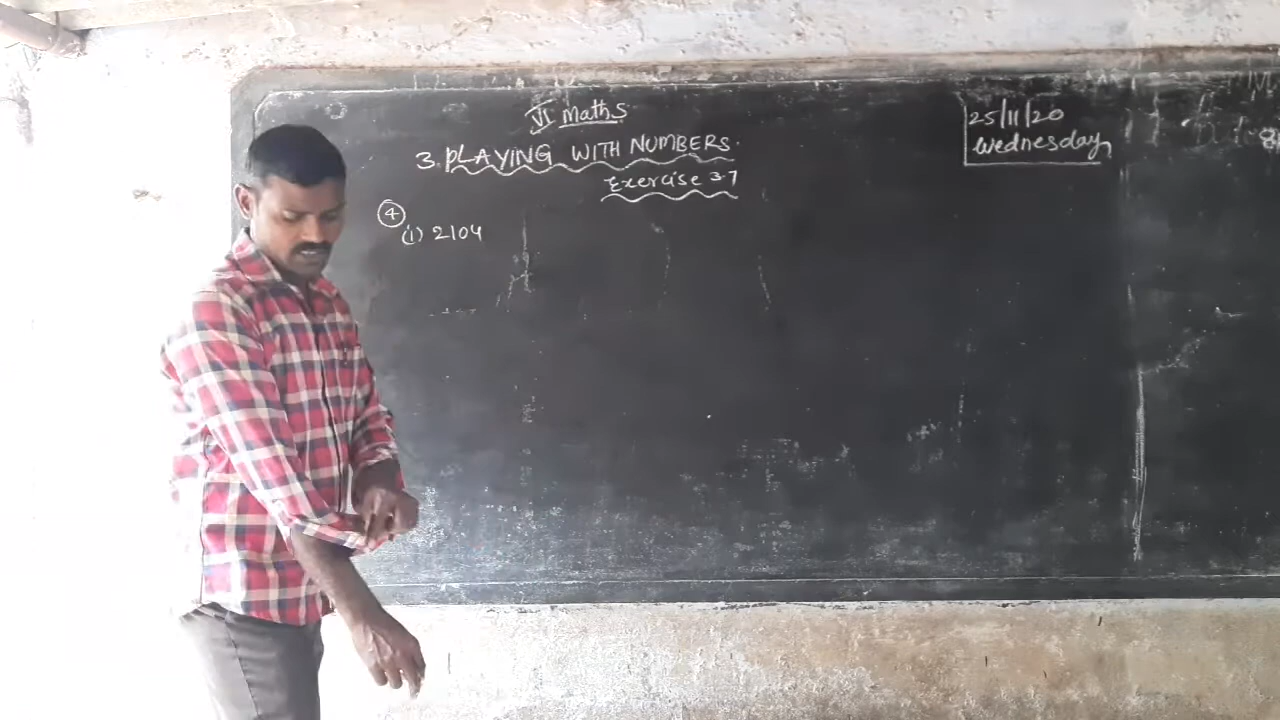 VI Maths
3. PLAYING WITH NUMBERS.
Exercise 3.7
25/11/20
Wednesday
4
(i) 2104